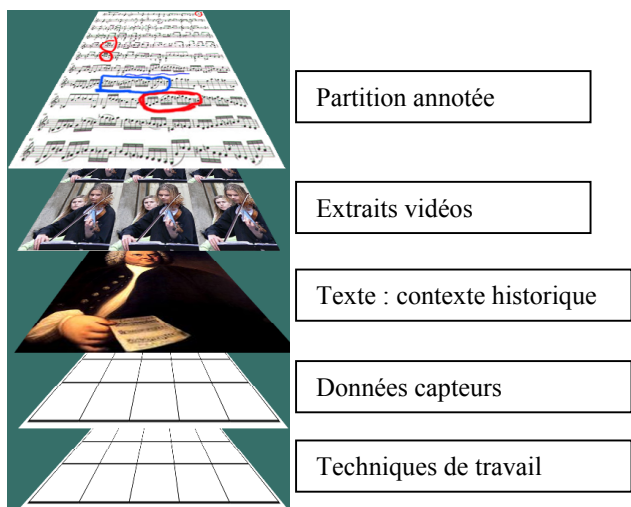 Partition annotée
Extraits vidéos
Texte : contexte historique
Données capteurs
Techniques de travail